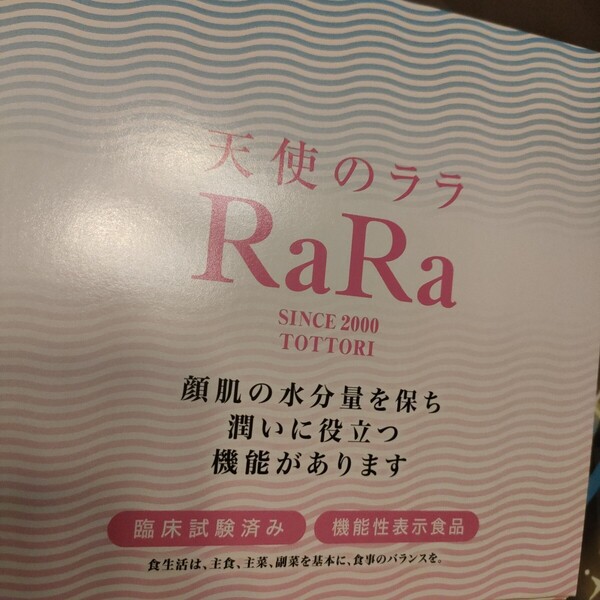 天使のララ
RaRa
SINCE 2000
TOTTORI
顔肌の水分量を保ち
潤いに役立つ
機能があります
臨床試験済み 機能性表示食品
食生活は、主食、主菜、副菜を基本に、食事のバランスを。